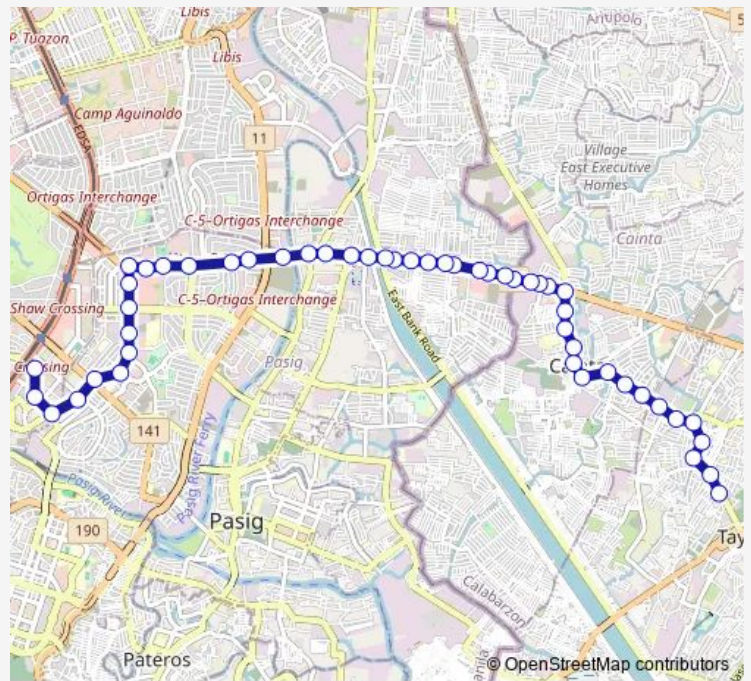 Libis
P. Tuazon
Libis
Antipolo
5
Camp Aguinaldo
EDSA
11
Village
East Executive
Homes
Ortigas Interchange
C-5–Ortigas Interchange
Cainta
C-5–Ortigas Interchange
Shaw Crossing
East Bank Road
Pasig
141
Pasig River Ferry
Pasig River
190
Pasig
Calabarzon
Pateros
© OpenStreetMap contributors